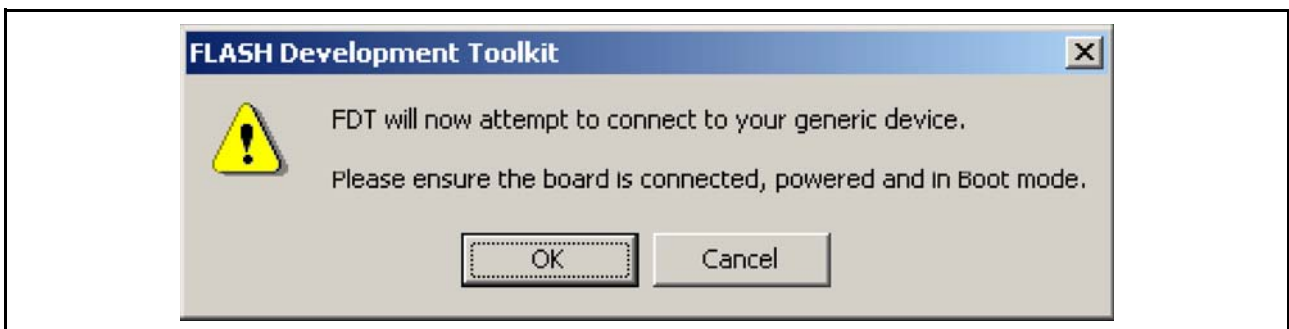 FLASH Development Toolkit
FDT will now attempt to connect to your generic device.
Please ensure the board is connected, powered and in Boot mode.
OK
Cancel